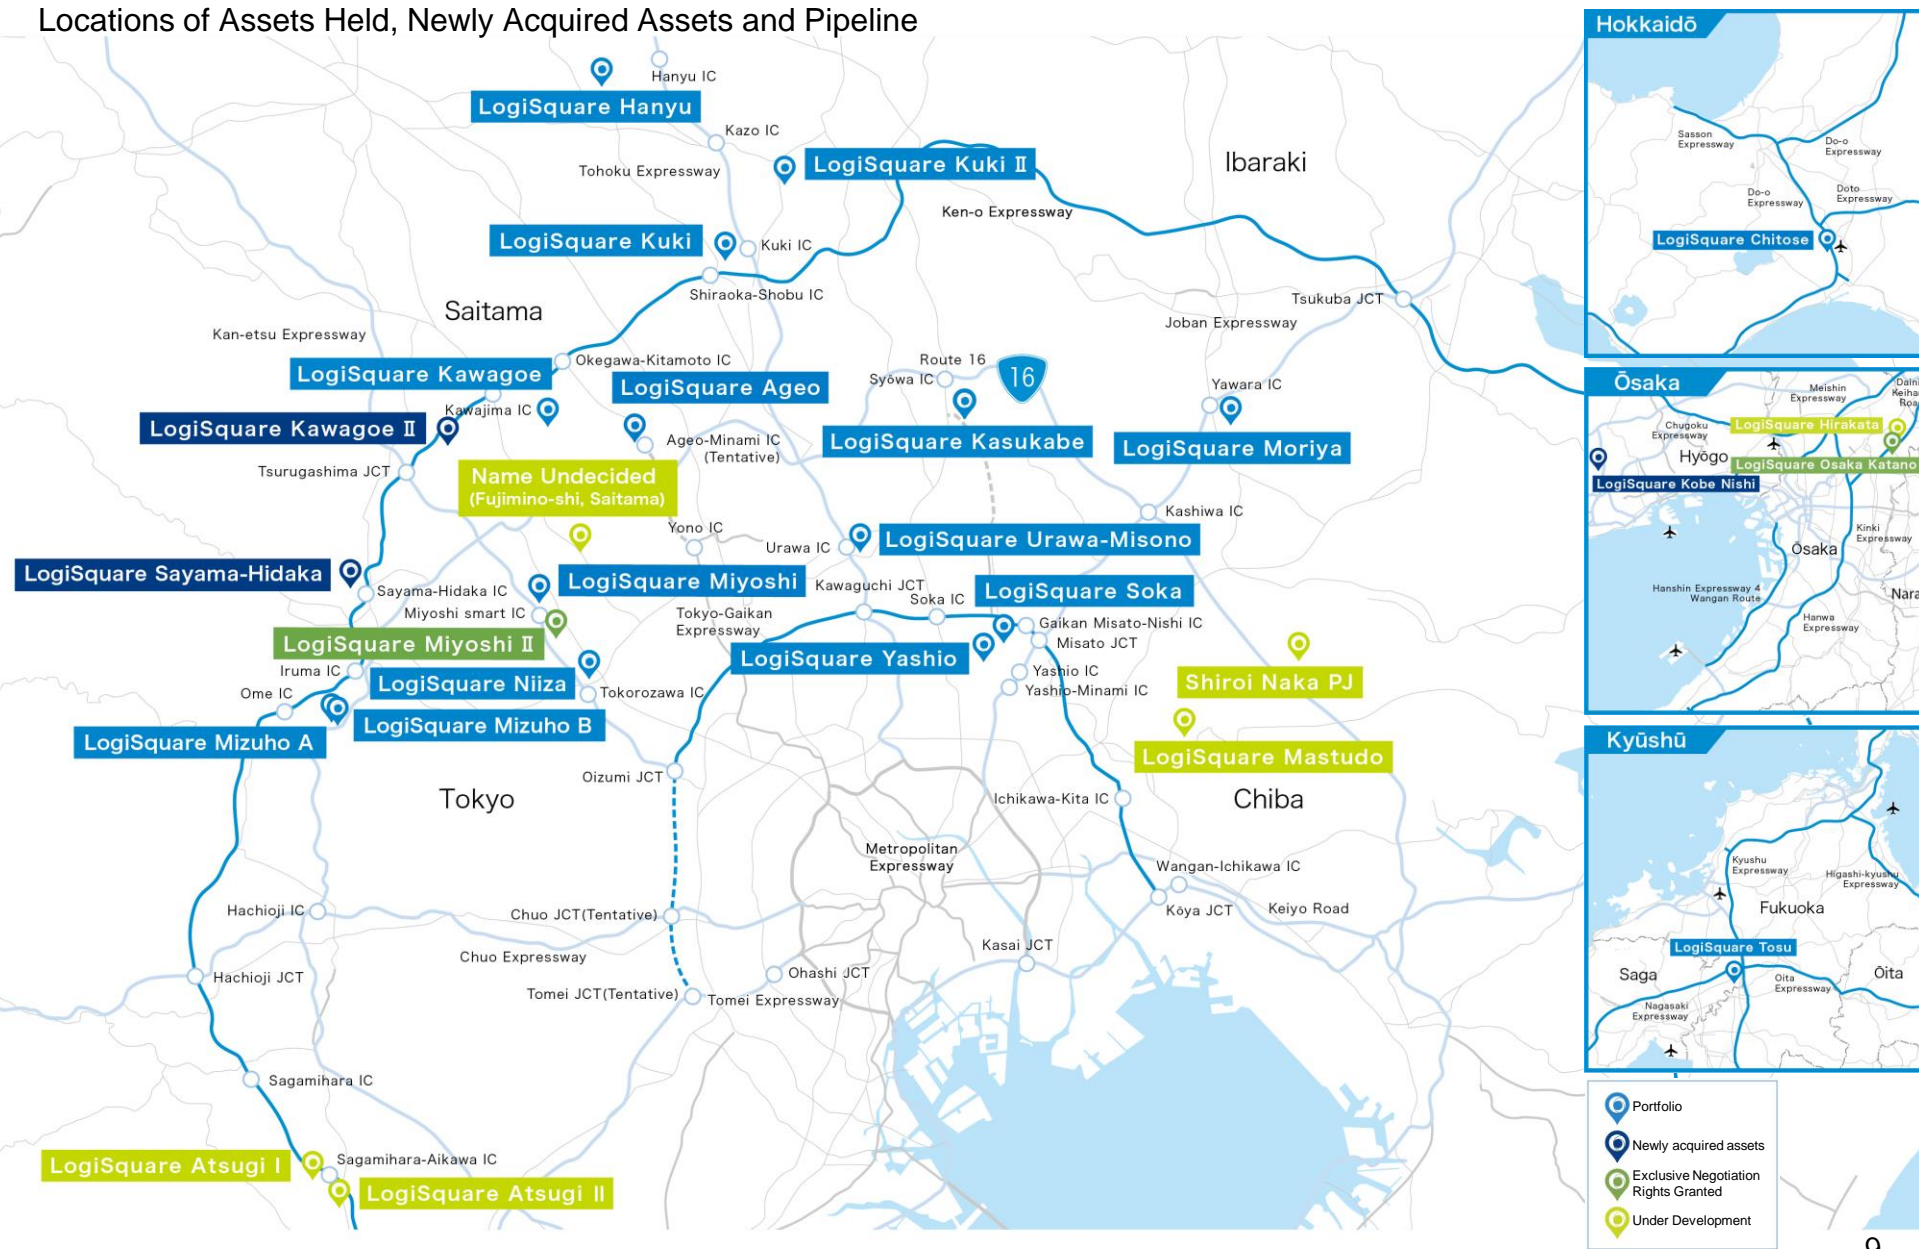 Locations of Assets Held, Newly Acquired Assets and Pipeline
Hanyu IC
LogiSquare Hanyu
Kazo IC
Tohoku Expressway
LogiSquare Kuki Ⅱ
Ibaraki
Ken-o Expressway
LogiSquare Kuki
Kuki IC
Shiraoka-Shobu IC
Tsukuba JCT
Saitama
Joban Expressway
Kan-etsu Expressway
Okegawa-Kitamoto IC
Route 16
16
LogiSquare Kawagoe
LogiSquare Ageo
Syōwa IC
Yawara IC
Kawajima IC
LogiSquare Kawagoe Ⅱ
Ageo-Minami IC
(Tentative)
LogiSquare Kasukabe
LogiSquare Moriya
Tsurugashima JCT
Name Undecided
(Fujimino-shi, Saitama)
Kashiwa IC
Yono IC
Urawa IC
LogiSquare Urawa-Misono
LogiSquare Sayama-Hidaka
LogiSquare Miyoshi
Kawaguchi JCT
Sayama-Hidaka IC
Soka IC
LogiSquare Soka
Miyoshi smart IC
Tokyo-Gaikan
Expressway
Gaikan Misato-Nishi IC
Misato JCT
LogiSquare Miyoshi Ⅱ
LogiSquare Yashio
Iruma IC
Yashio IC
LogiSquare Niiza
Shiroi Naka PJ
Ome IC
Tokorozawa IC
Yashio-Minami IC
LogiSquare Mizuho B
LogiSquare Mizuho A
LogiSquare Mastudo
Oizumi JCT
Tokyo
Ichikawa-Kita IC
Chiba
Metropolitan
Expressway
Wangan-Ichikawa IC
Hachioji IC
Chuo JCT(Tentative)
Kōya JCT
Keiyo Road
Kasai JCT
Chuo Expressway
Hachioji JCT
Ohashi JCT
Tomei JCT(Tentative)
Tomei Expressway
Sagamihara IC
LogiSquare Atsugi I
Sagamihara-Aikawa IC
LogiSquare Atsugi II
Hokkaidō
Sasson
Expressway
Do-o
Expressway
Do-o
Expressway
Doto
Expressway
LogiSquare Chitose
Ōsaka
Meishin
Expressway
Daini
Keihan
Road
Chugoku
Expressway
LogiSquare Hirakata
Hyōgo
LogiSquare Osaka Katano
LogiSquare Kobe Nishi
Kinki
Expressway
Ōsaka
Hanshin Expressway 4
Wangan Route
Nara
Hanwa
Expressway
Kyūshū
Kyushu
Expressway
Higashi-kyushu
Expressway
Fukuoka
LogiSquare Tosu
Saga
Oita
Expressway
Ōita
Nagasaki
Expressway
Portfolio
Newly acquired assets
Exclusive Negotiation
Rights Granted
Under Development
9